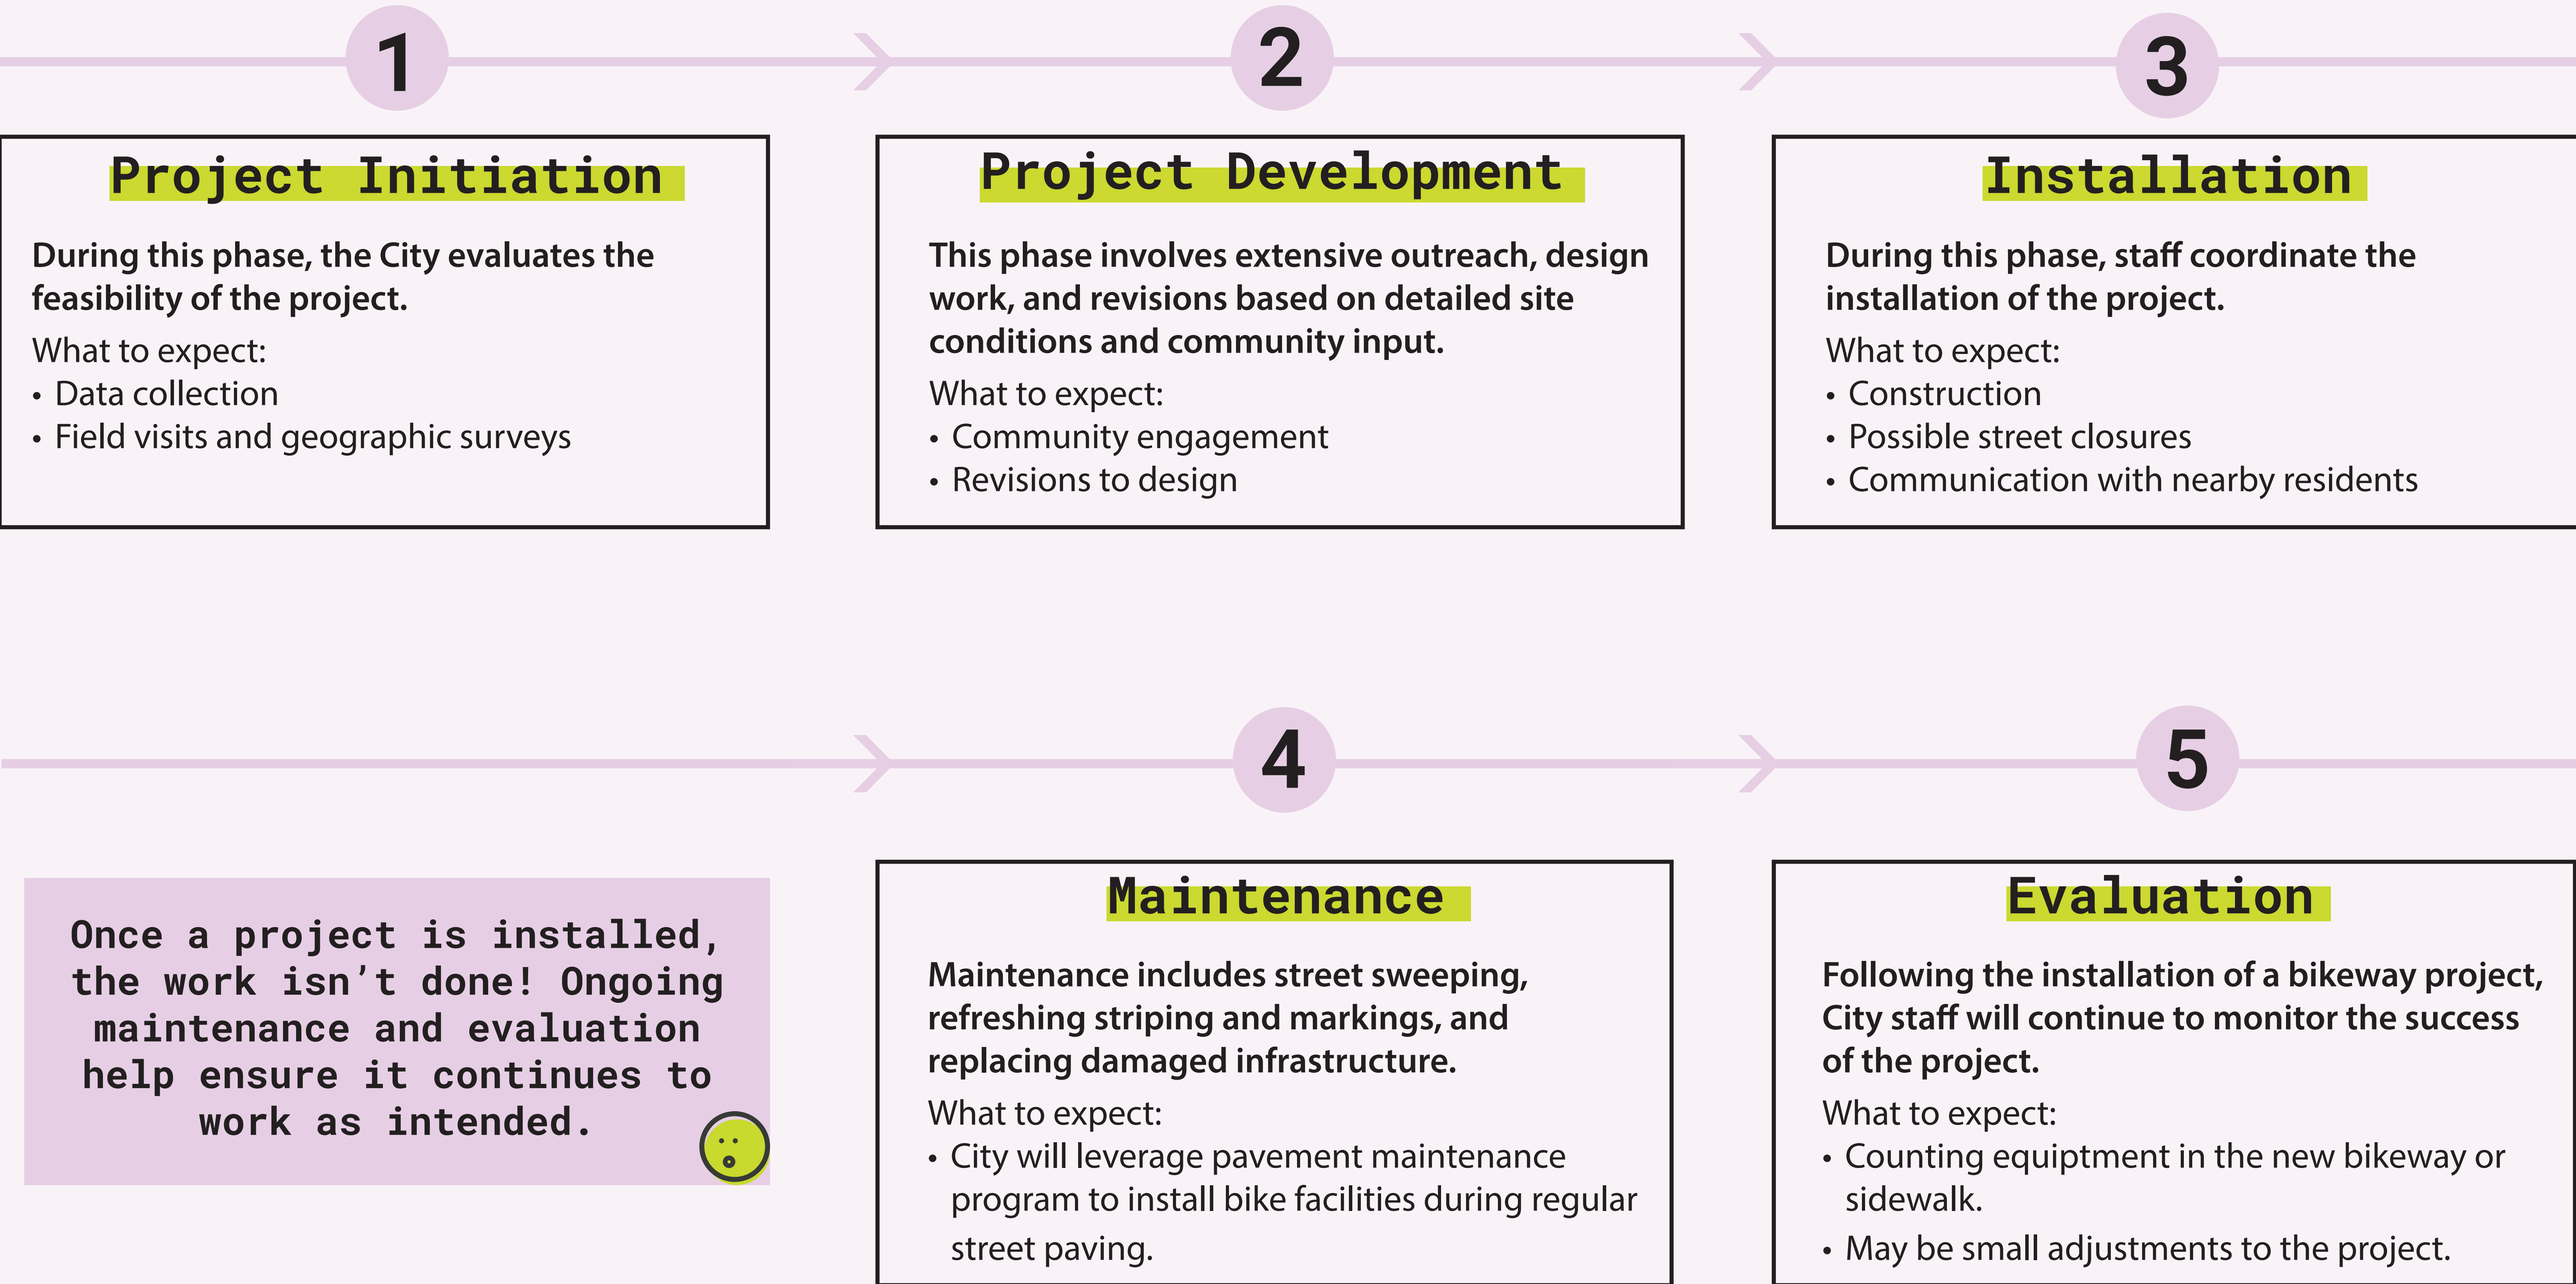 1
Project Initiation
During this phase, the City evaluates the
feasibility of the project.
What to expect:
• Data collection
• Field visits and geographic surveys
2
Project Development
This phase involves extensive outreach, design
work, and revisions based on detailed site
conditions and community input.
What to expect:
• Community engagement
• Revisions to design
3
Installation
During this phase, staff coordinate the
installation of the project.
What to expect:
• Construction
• Possible street closures
• Communication with nearby residents
Once a project is installed,
the work isn’t done! Ongoing
maintenance and evaluation
help ensure it continues to
work as intended.
4
Maintenance
Maintenance includes street sweeping,
refreshing striping and markings, and
replacing damaged infrastructure.
What to expect:
• City will leverage pavement maintenance
program to install bike facilities during regular
street paving.
5
Evaluation
Following the installation of a bikeway project,
City staff will continue to monitor the success
of the project.
What to expect:
• Counting equiptment in the new bikeway or
sidewalk.
• May be small adjustments to the project.